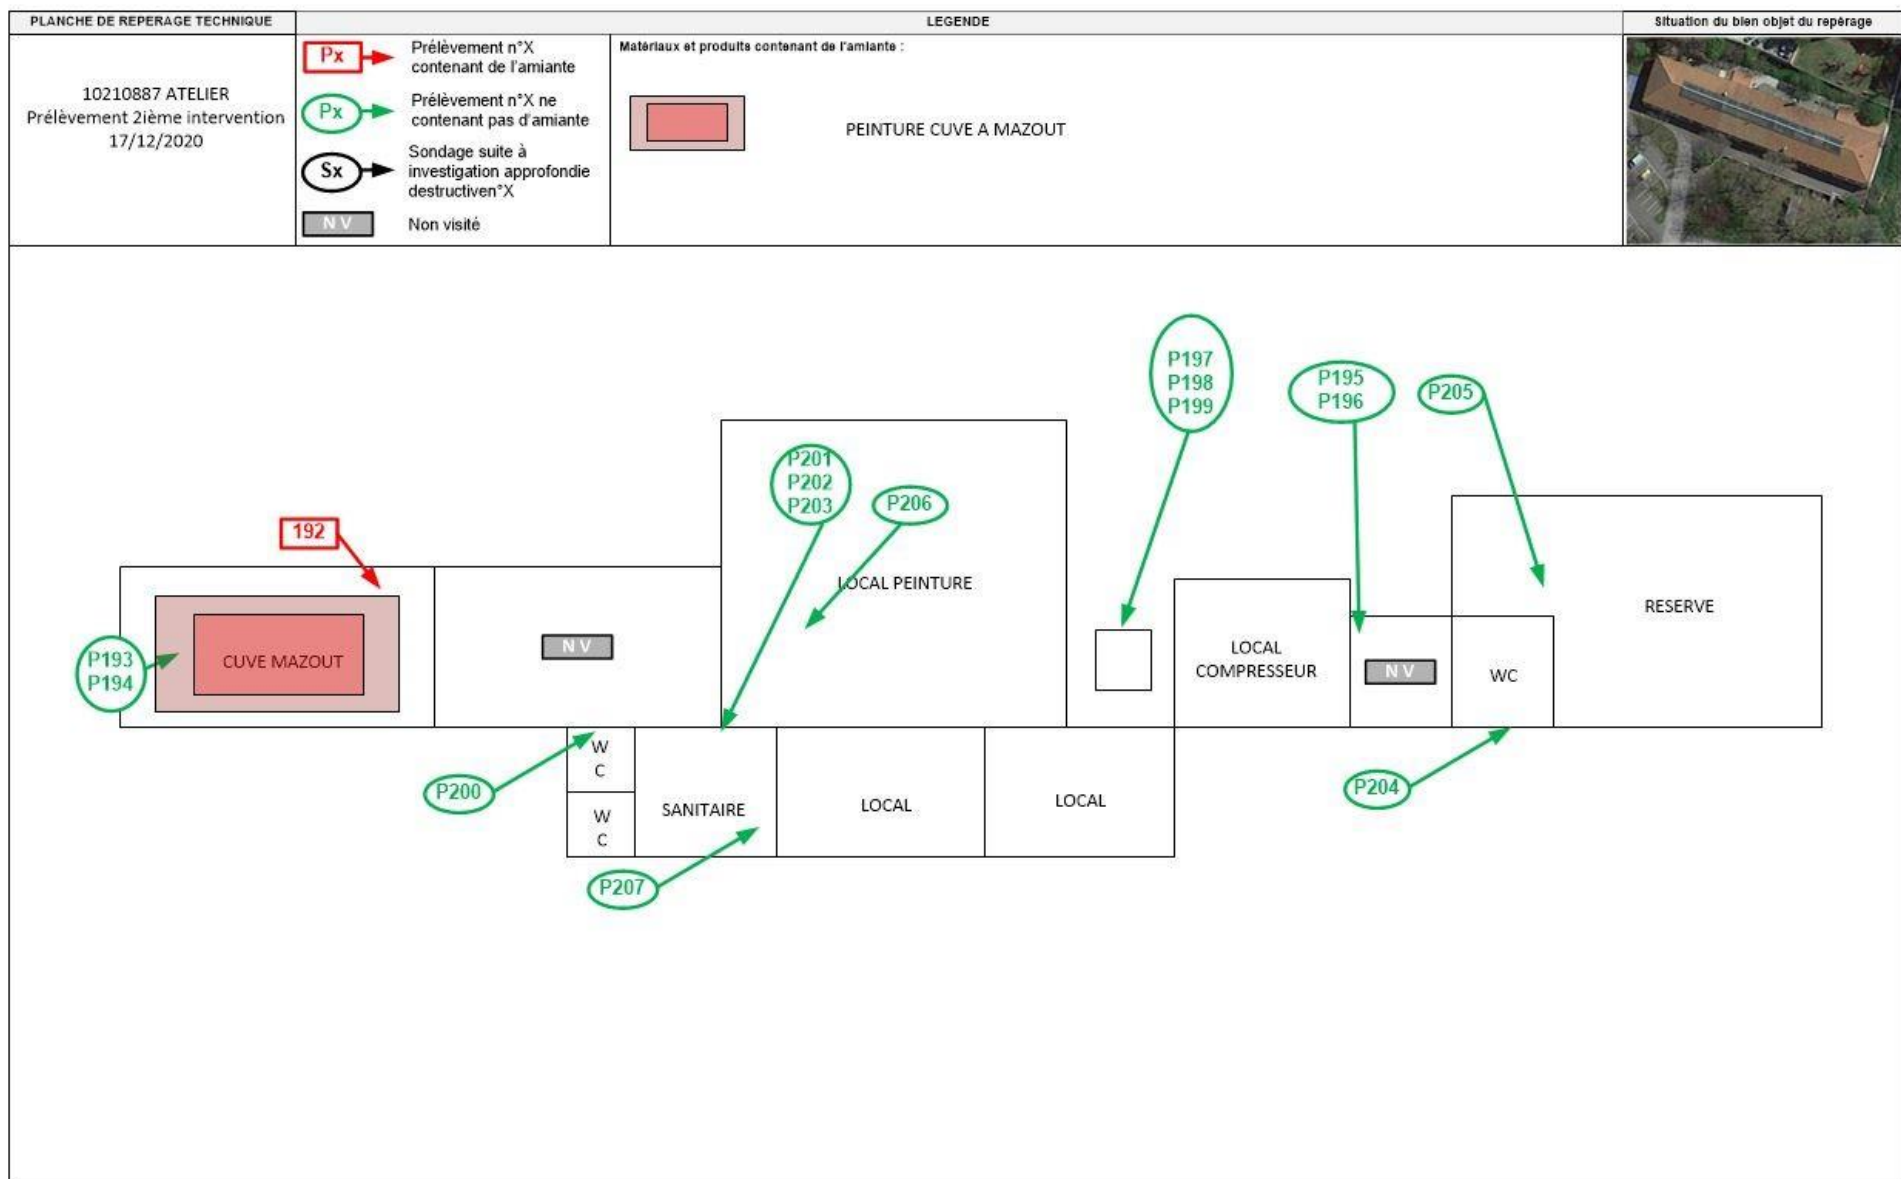 PLANCHE DE REPERAGE TECHNIQUE
LEGENDE
Situation du bien objet du repérage
10210887 ATELIER
Prélèvement 2ième intervention
17/12/2020
Px
Prélèvement n°X
contenant de l'amiante
Px
Prélèvement n°X ne
contenant pas d'amiante
Sx
Sondage suite à
investigation approfondie
destructiven°X
N V
Non visité
Matériaux et produits contenant de l'amiante :
PEINTURE CUVE A MAZOUT
P197
P198
P199
P195
P196
P205
P201
P202
P203
P206
192
LOCAL PEINTURE
RESERVE
P193
P194
CUVE MAZOUT
N V
LOCAL
COMPRESSEUR
N V
WC
W
C
P200
W
C
SANITAIRE
LOCAL
LOCAL
P204
P207